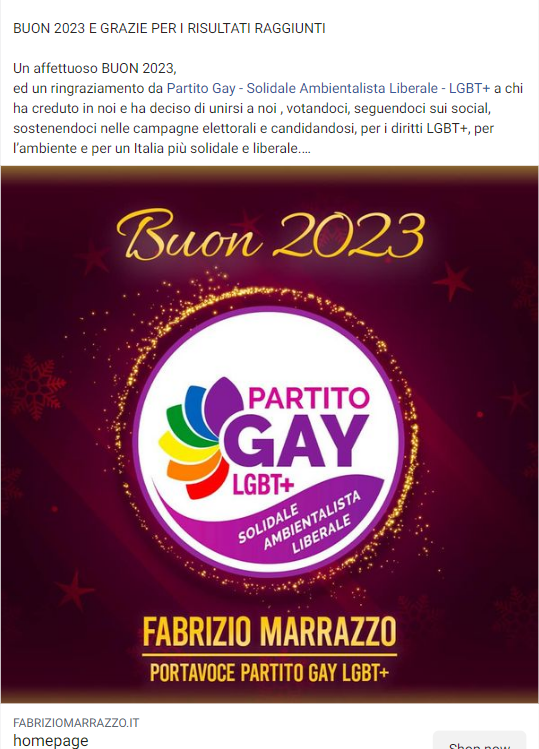 BUON 2023 E GRAZIE PER I RISULTATI RAGGIUNTI
Un affettuoso BUON 2023,
ed un ringraziamento da Partito Gay - Solidale Ambientalista Liberale - LGBT+ a chi
ha creduto in noi e ha deciso di unirsi a noi , votandoci, seguendoci sui social,
sostenendoci nelle campagne elettorali e candidandosi, per i diritti LGBT+, per
l'ambiente e per un Italia più solidale e liberale....
Buon 2023
PARTITO
GAY
LGBT+
SOLIDALE
AMBIENTALISTA
LIBERALE
FABRIZIO MARRAZZO
PORTAVOCE PARTITO GAY LGBT+
FABRIZIOMARRAZZO.IT
homepage
Shop now